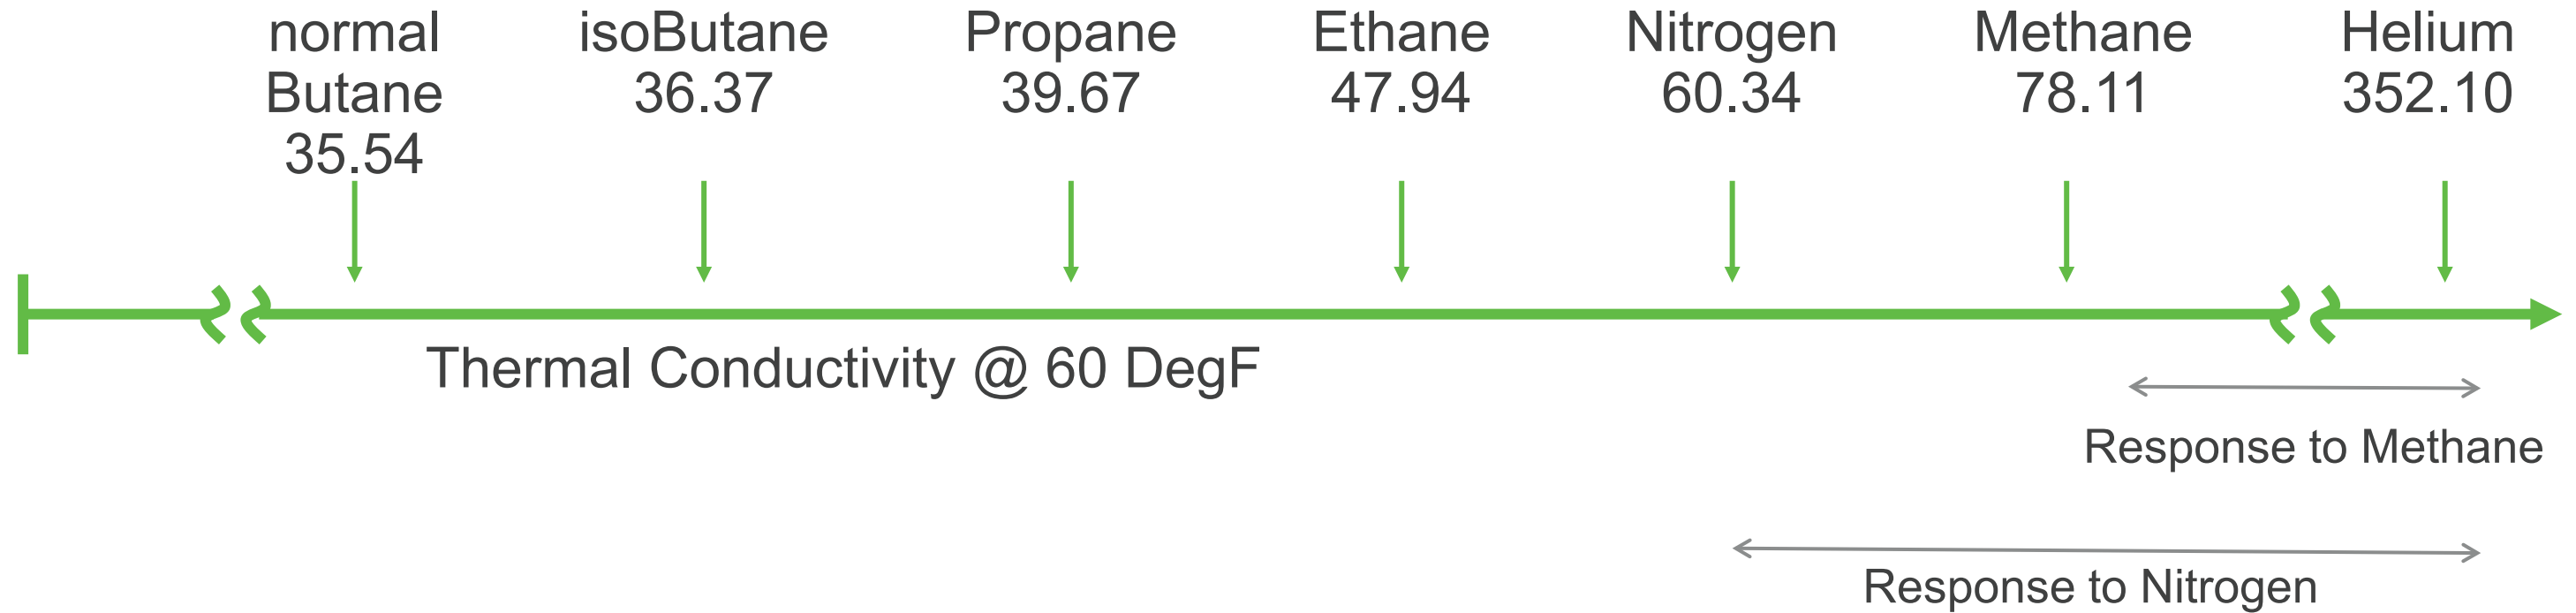 normal
Butane
35.54
isoButane
36.37
Propane
39.67
Ethane
47.94
Nitrogen
60.34
Methane
78.11
Helium
352.10
Thermal Conductivity @ 60 DegF
Response to Methane
Response to Nitrogen